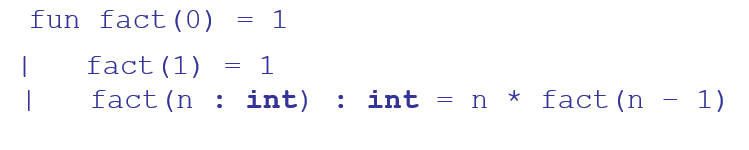 fun fact(0) = 1
| fact(1) = 1
| fact(n : int) : int = n * fact(n - 1)